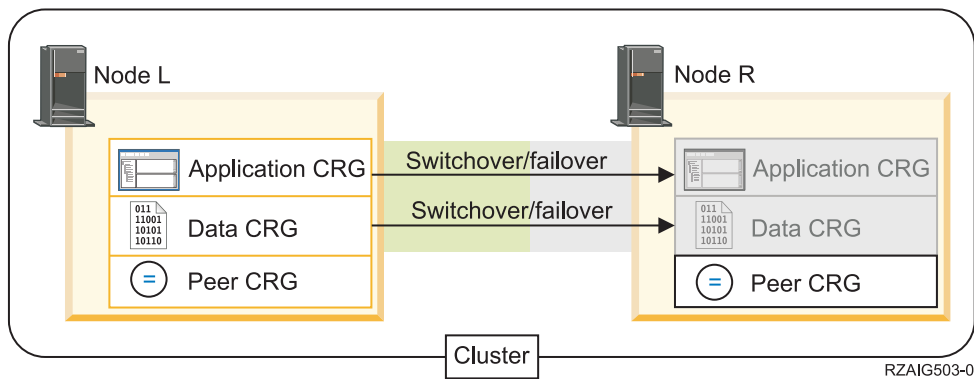 Node L
Node R
Application CRG
Switchover/failover
Application CRG
011
11001
10101
10110
Data CRG
Switchover/failover
011
11001
10101
10110
Data CRG
= Peer CRG
= Peer CRG
Cluster
RZAIG503-0